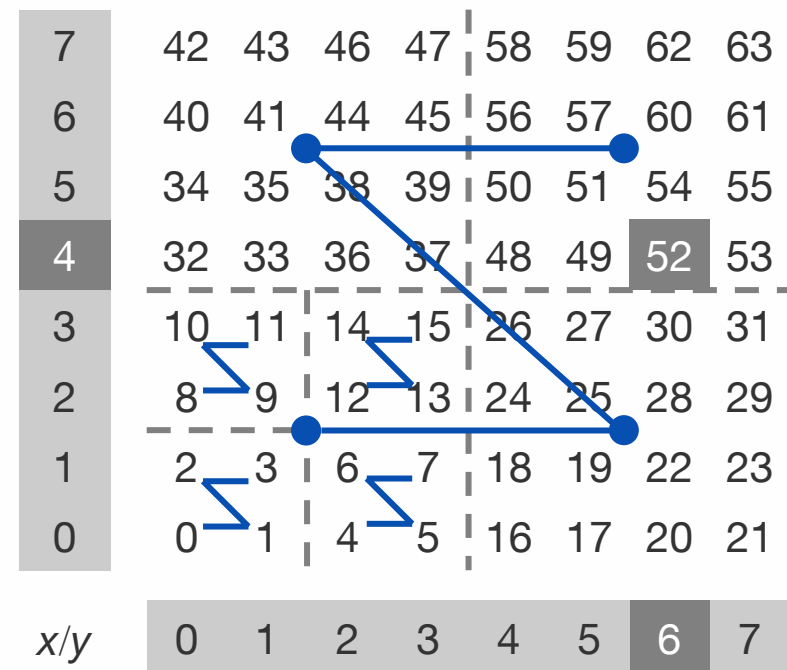 7 42 43 46 47 58 59 62 63
6 40 41 44 45 56 57 60 61
5 34 35 38 39 50 51 54 55
4 32 33 36 37 48 49 52 53
3 10 11 14 15 26 27 30 31
2 8 9 12 13 24 25 28 29
1 2 3 6 7 18 19 22 23
0 0 1 4 5 16 17 20 21
x/y 0 1 2 3 4 5 6 7